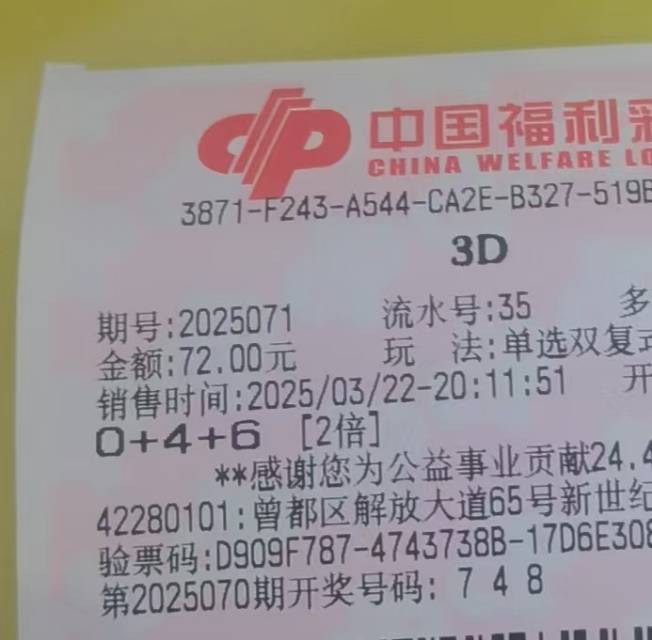 中国福利
CHINA WELFARE LO
3871-F243-A544-CA2E-B327-519B
3D
期号:2025071 流水号:35 多
金额:72.00元 玩 法:单选双复式
销售时间:2025/03/22-20:11:51 开
0+4+6 [2倍]
**感谢您为公益事业贡献24.4
42280101:曾都区解放大道65号新世纪
验票码:D909F787-4743738B-17D6E308
第2025070期开奖号码: 7 4 8